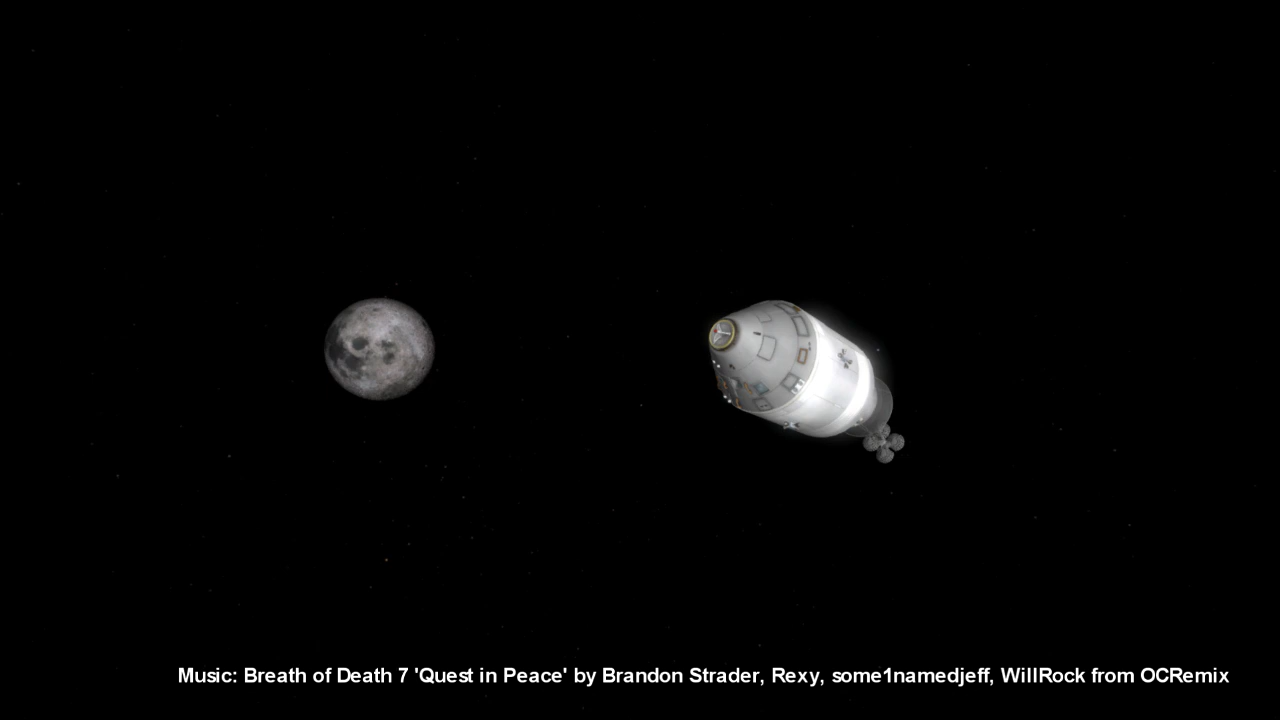 Music: Breath of Death 7 'Quest in Peace' by Brandon Strader, Rexy, some1namedjeff, WillRock from OCRemix